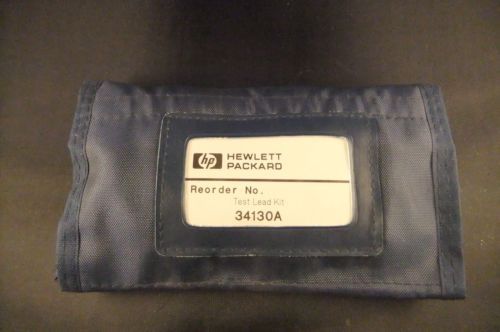 hp HEWLETT
PACKARD
Reorder No.
Test Lead Kit
34130A